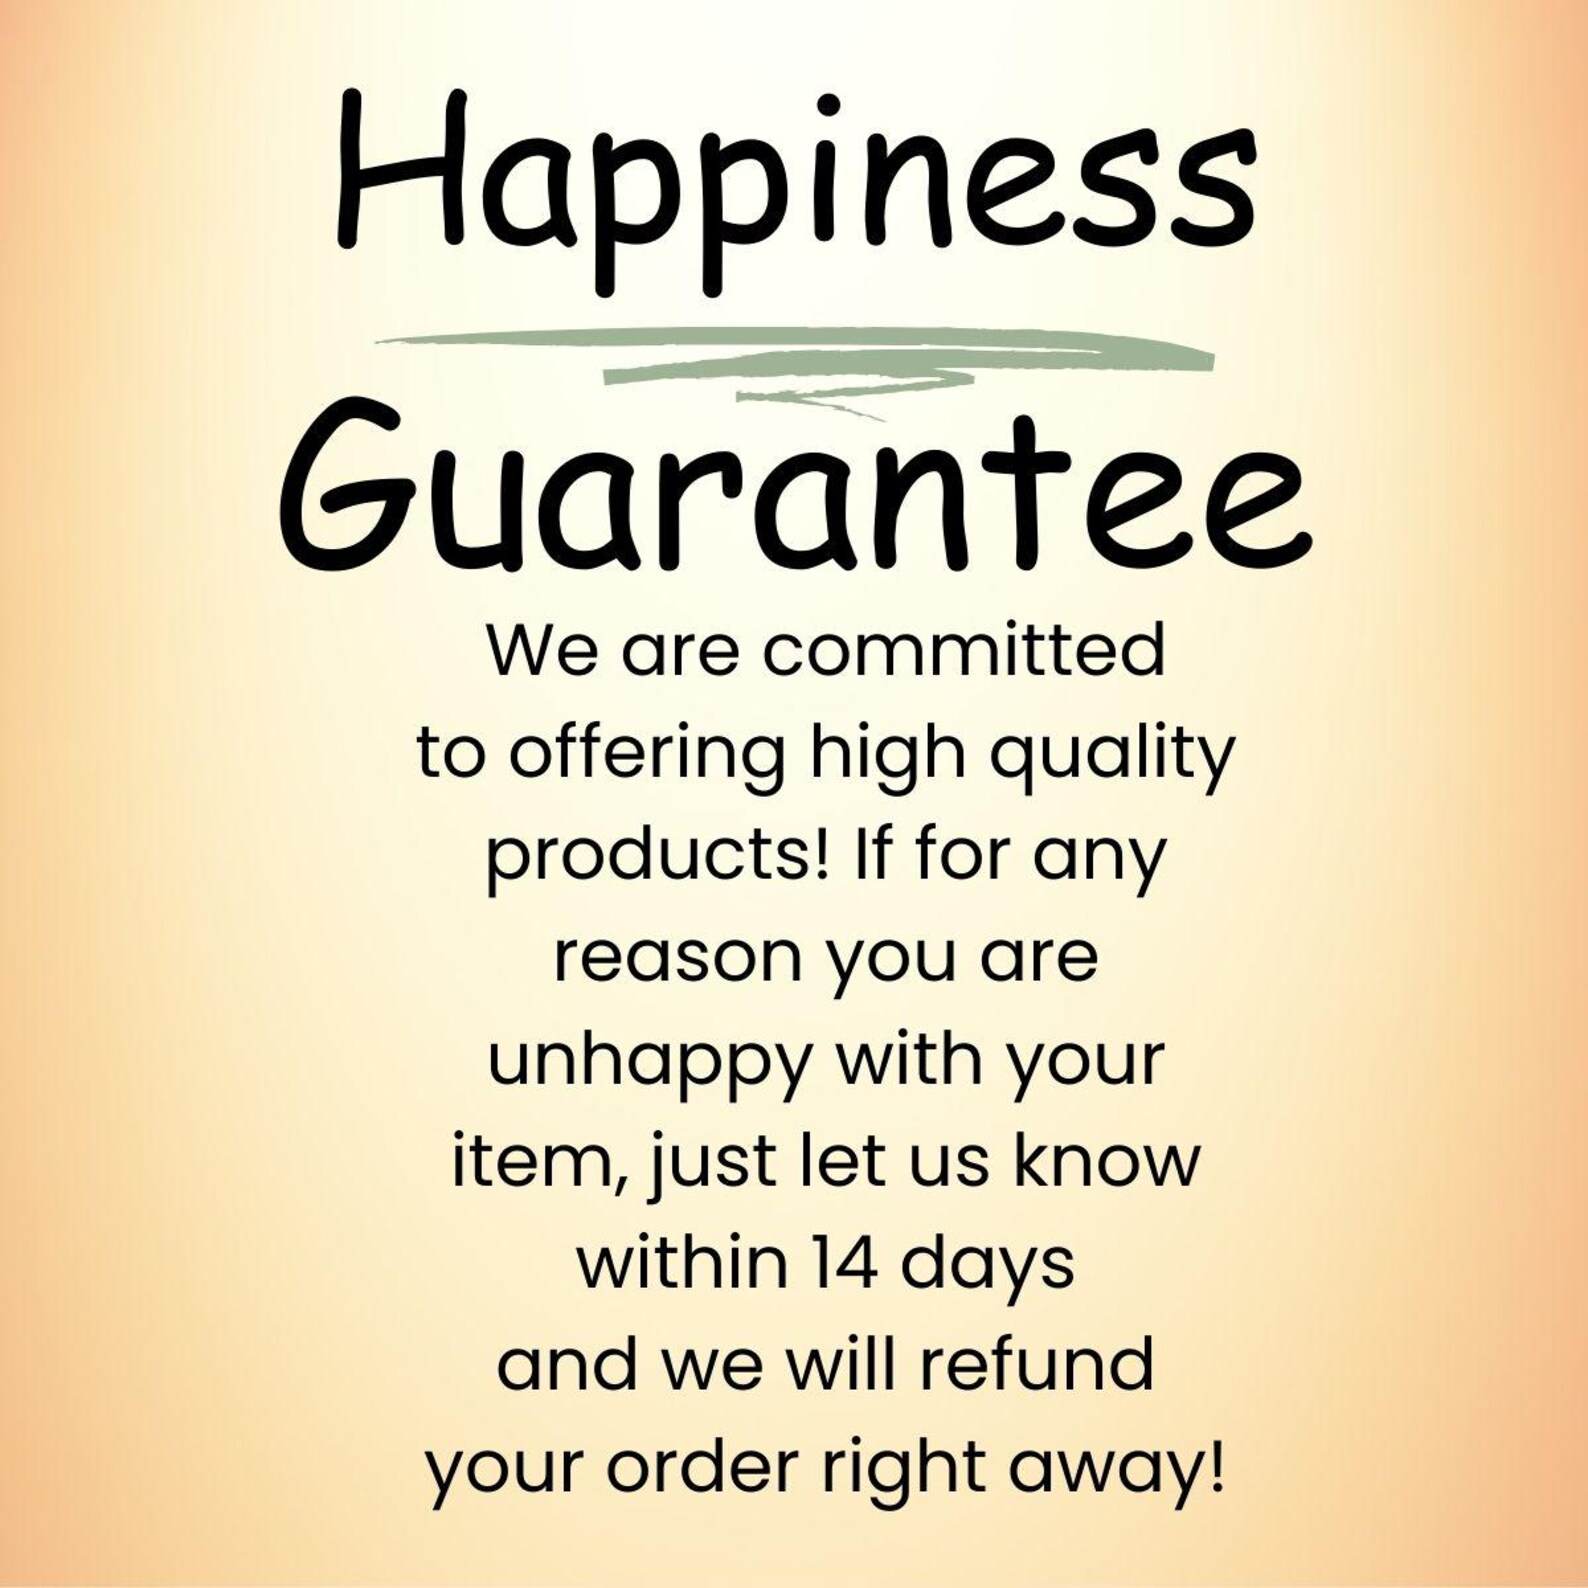 Happiness
Guarantee
We are committed
to offering high quality
products! If for any
reason you are
unhappy with your
item, just let us know
within 14 days
and we will refund
your order right away!